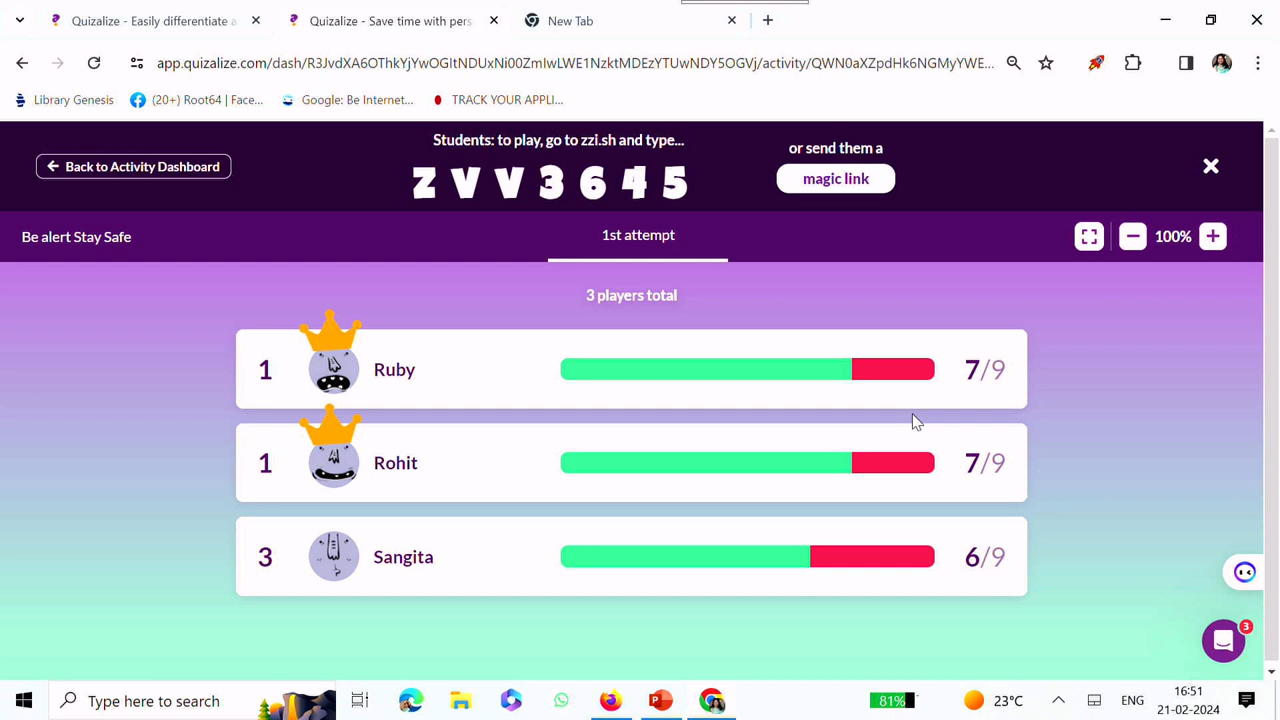 Quizalize - Easily differentiate a
Quizalize - Save time with pers
New Tab
app.quizalize.com/dash/R3JvdXA6OThkYjYwOGItNDUxNi00ZmIwLWE1NzktMDEzYTUwNDY5OGVj/activity/QWN0aXZpdHk6NGMyYWE...
Library Genesis
(20+) Root64 | Face...
Google: Be Internet...
TRACK YOUR APPLI...
Students: to play, go to zzi.sh and type...
or send them a
Back to Activity Dashboard
ZVV3645
magic link
Be alert Stay Safe
1st attempt
100%
3 players total
1 Ruby 7/9
1 Rohit 7/9
3 Sangita 6/9
3
Type here to search
81%
23°C
ENG
16:51
21-02-2024